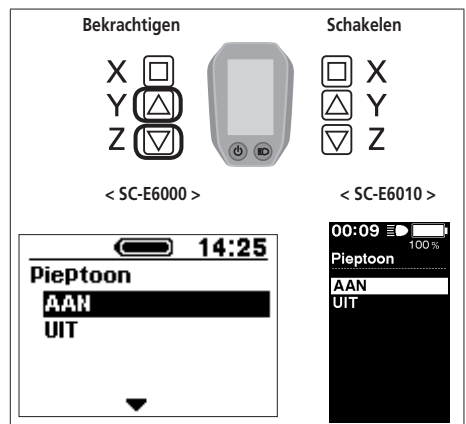 Bekrachtigen Schakelen
X X
Y Y
Z Z
< SC-E6000 > < SC-E6010 >
14:25
Pieptoon
AAN
UIT
00:09
100 %
Pieptoon
AAN
UIT